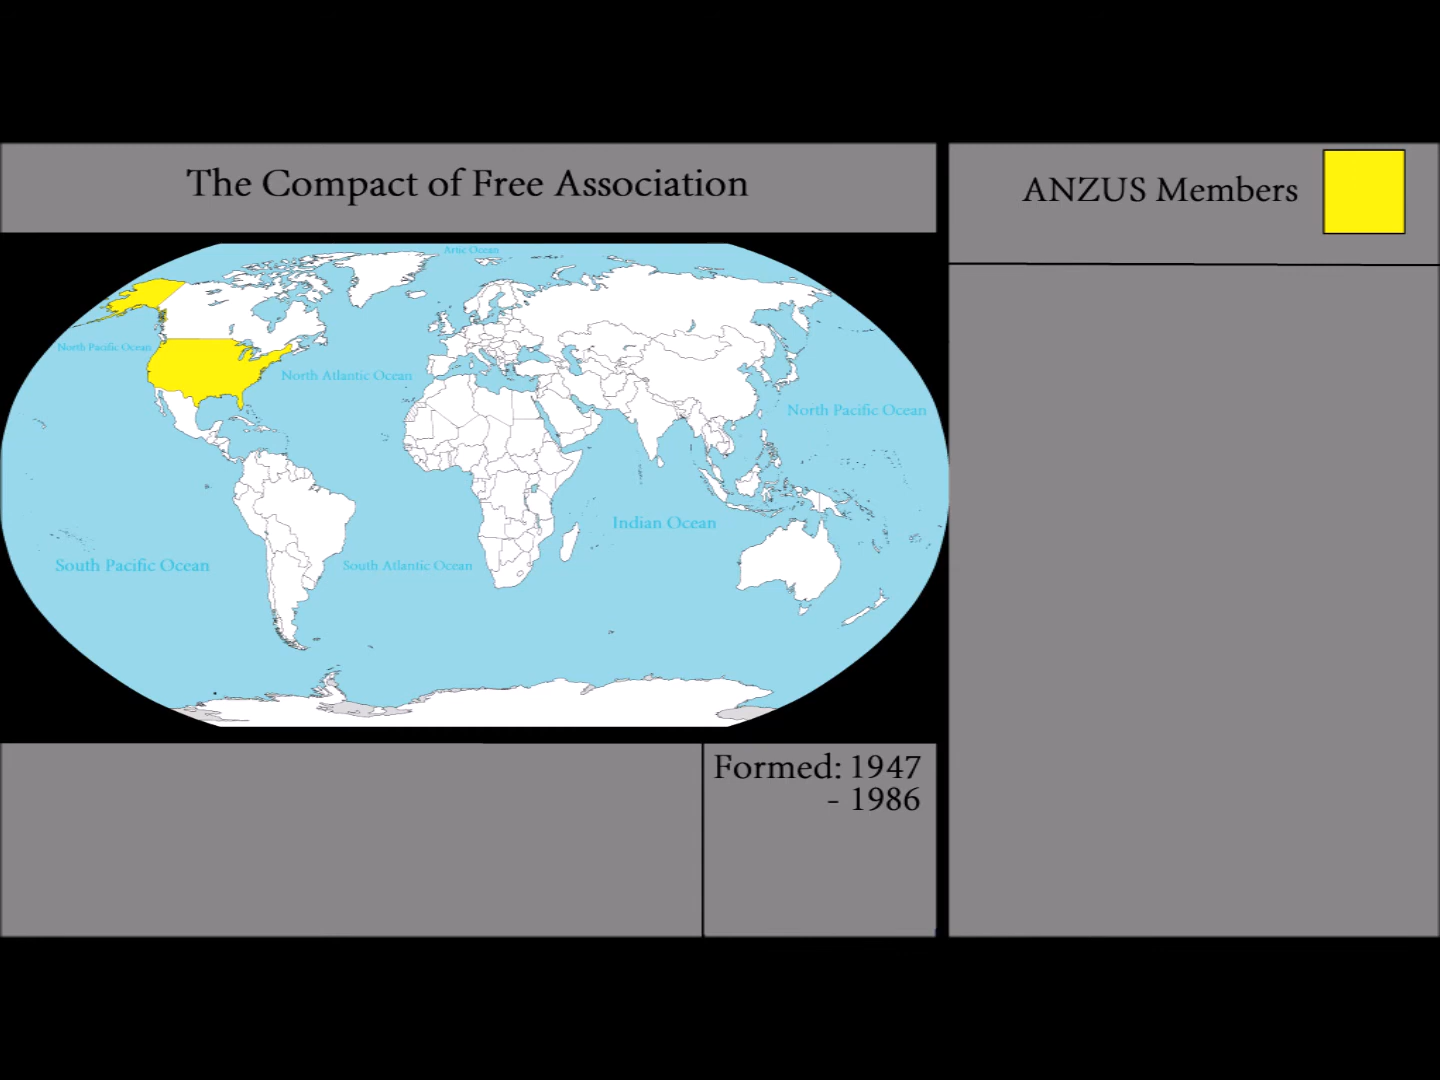 The Compact of Free Association
ANZUS Members
Artic Ocean
North Pacific Ocean
North Atlantic Ocean
North Pacific Ocean
Indian Ocean
South Pacific Ocean
South Atlantic Ocean
Formed: 1947
- 1986